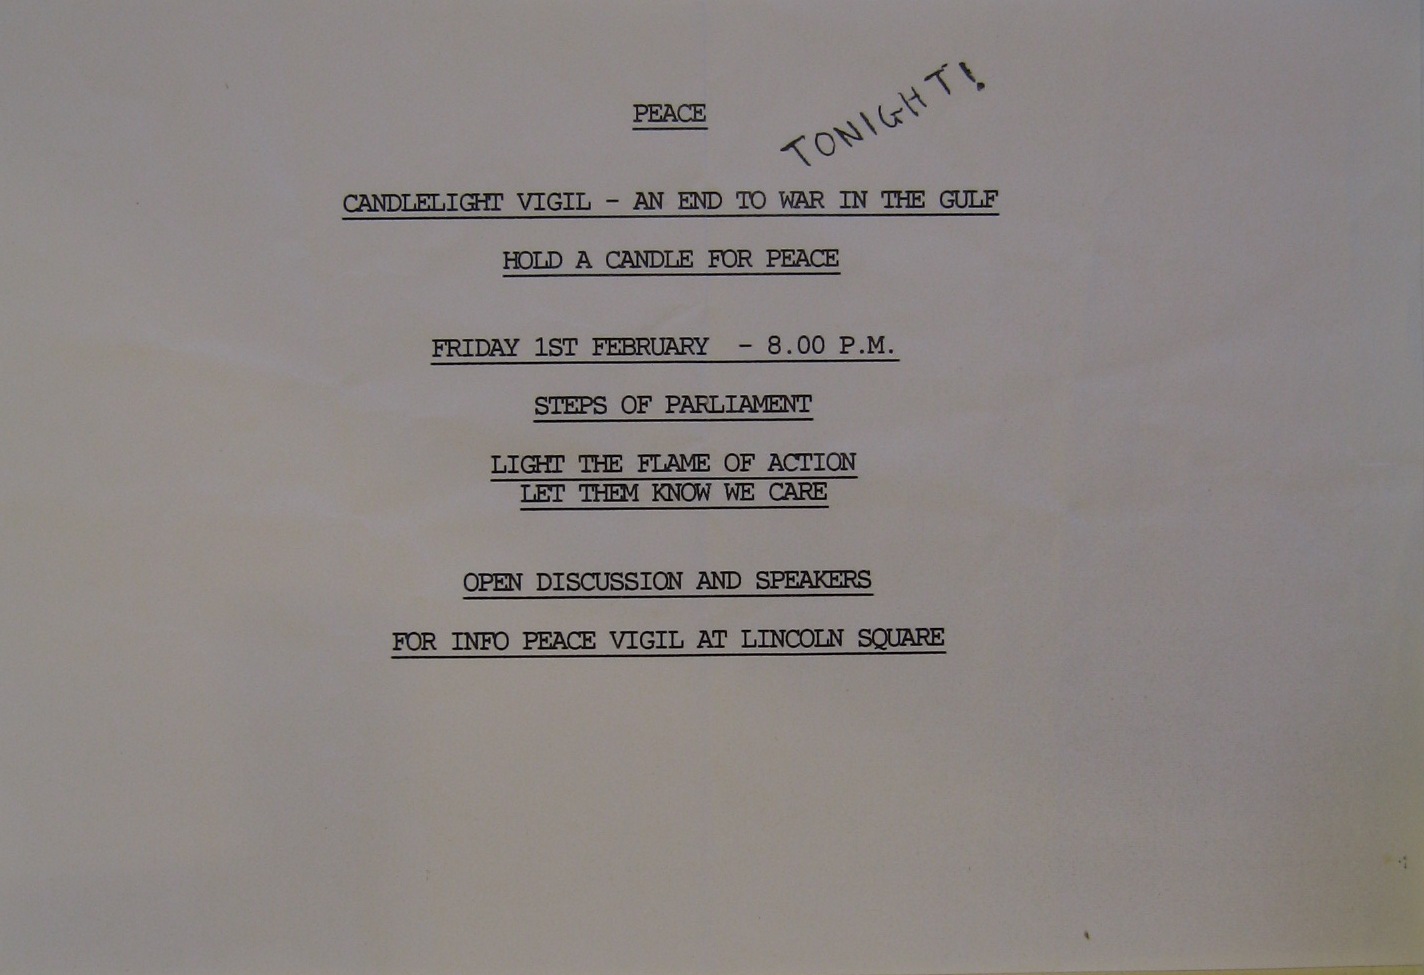 PEACE
TONIGHT!
CANDLELIGHT VIGIL - AN END TO WAR IN THE GULF
HOLD A CANDLE FOR PEACE
FRIDAY 1ST FEBRUARY - 8.00 P.M.
STEPS OF PARLIAMENT
LIGHT THE FLAME OF ACTION
LET THEM KNOW WE CARE
OPEN DISCUSSION AND SPEAKERS
FOR INFO PEACE VIGIL AT LINCOLN SQUARE